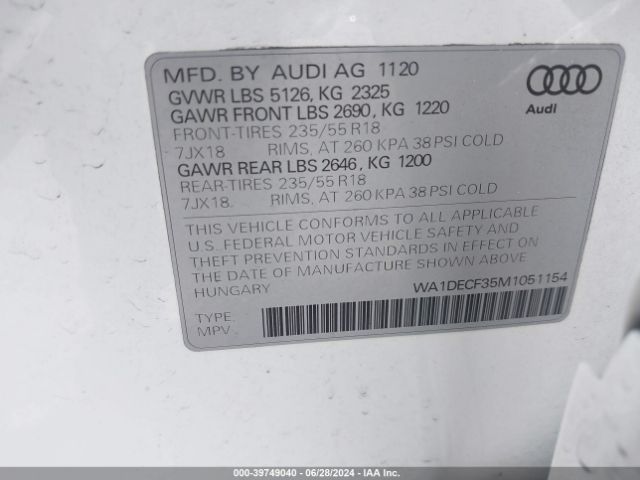 MFD. BY AUDI AG 1120
GVWR LBS 5126, KG 2325
GAWR FRONT LBS 2690, KG 1220
FRONT-TIRES 235/55 R18
7JX18 RIMS, AT 260 KPA 38 PSI COLD
GAWR REAR LBS 2646, KG 1200
REAR-TIRES 235/55 R18
7JX18. RIMS, AT 260 KPA 38 PSI COLD
Audi
THIS VEHICLE CONFORMS TO ALL APPLICABLE
U.S. FEDERAL MOTOR VEHICLE SAFETY AND
THEFT PREVENTION STANDARDS IN EFFECT ON
THE DATE OF MANUFACTURE SHOWN ABOVE
HUNGARY WA1DECF35M1051154
TYPE:
MPV
000-39749040 - 06/28/2024 - IAA Inc.